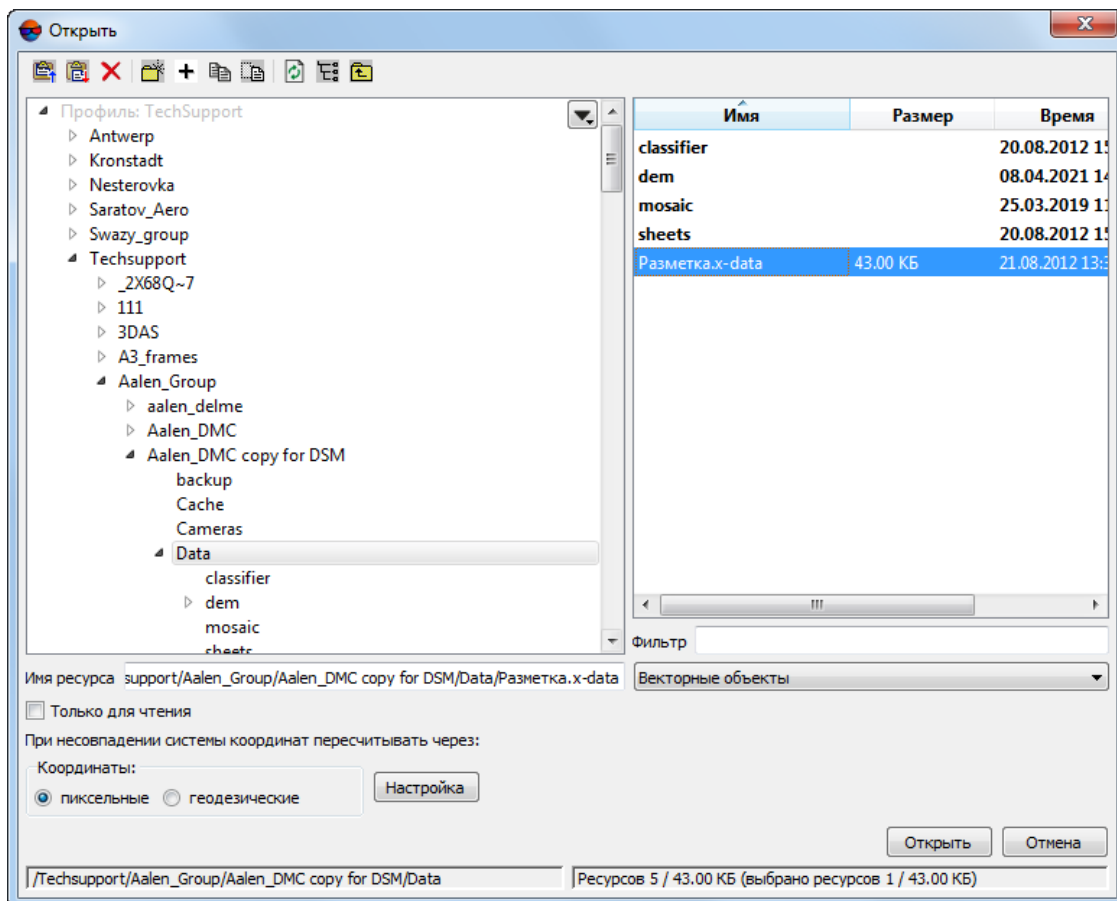 Открыть
Профиль: TechSupport
Antwerp
Kronstadt
Nesterovka
Saratov_Aero
Swazy_group
Techsupport
_2X68Q~7
111
3DAS
A3_frames
Aalen_Group
aalen_delme
Aalen_DMC
Aalen_DMC copy for DSM
backup
Cache
Cameras
Data
classifier
dem
mosaic
sheets
Имя Размер Время
classifier 20.08.2012 15
dem 08.04.2021 14
mosaic 25.03.2019 11
sheets 20.08.2012 15
Разметка.x-data 43.00 КБ 21.08.2012 13:3
Фильтр
Имя ресурса support/Aalen_Group/Aalen_DMC copy for DSM/Data/Разметка.x-data Векторные объекты
Только для чтения
При несовпадении системы координат пересчитывать через:
Координаты:
пиксельные геодезические Настройка
Открыть Отмена
/Techsupport/Aalen_Group/Aalen_DMC copy for DSM/Data Ресурсов 5 / 43.00 КБ (выбрано ресурсов 1 / 43.00 КБ)